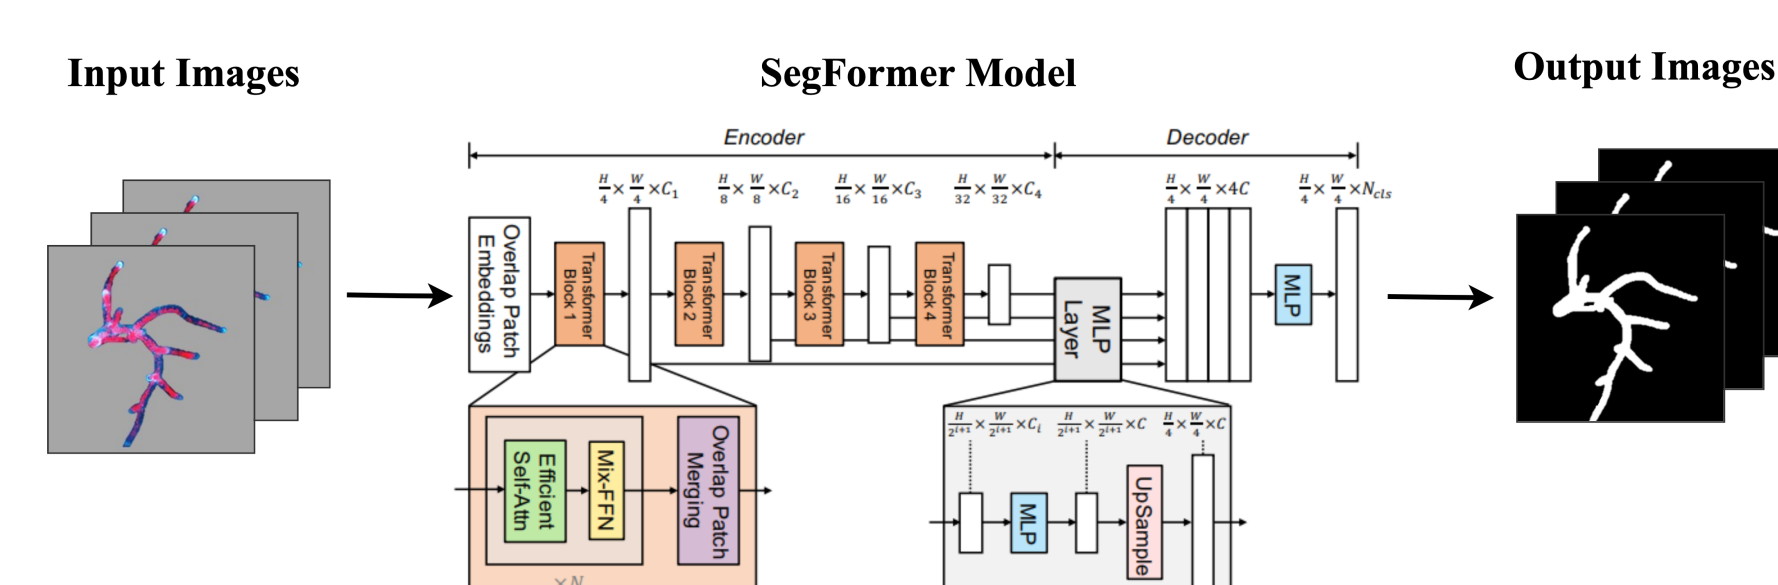 Input Images
SegFormer Model
Output Images
Encoder
Decoder
H/4 × W/4 × C₁
H/8 × W/8 × C₂
H/16 × W/16 × C₃
H/32 × W/32 × C₄
H/4 × W/4 × 4C
H/4 × W/4 × N_cls
Overlap Patch
Embeddings
Transformer
Block 1
Transformer
Block 2
Transformer
Block 3
Transformer
Block 4
MLP
Layer
MLP
Efficient
Self-Attn
Mix-FFN
Overlap Patch
Merging
×N
H/2^{i+1} × W/2^{i+1} × C_i
H/2^{i+1} × W/2^{i+1} × C
H/4 × W/4 × C
MLP
UpSample